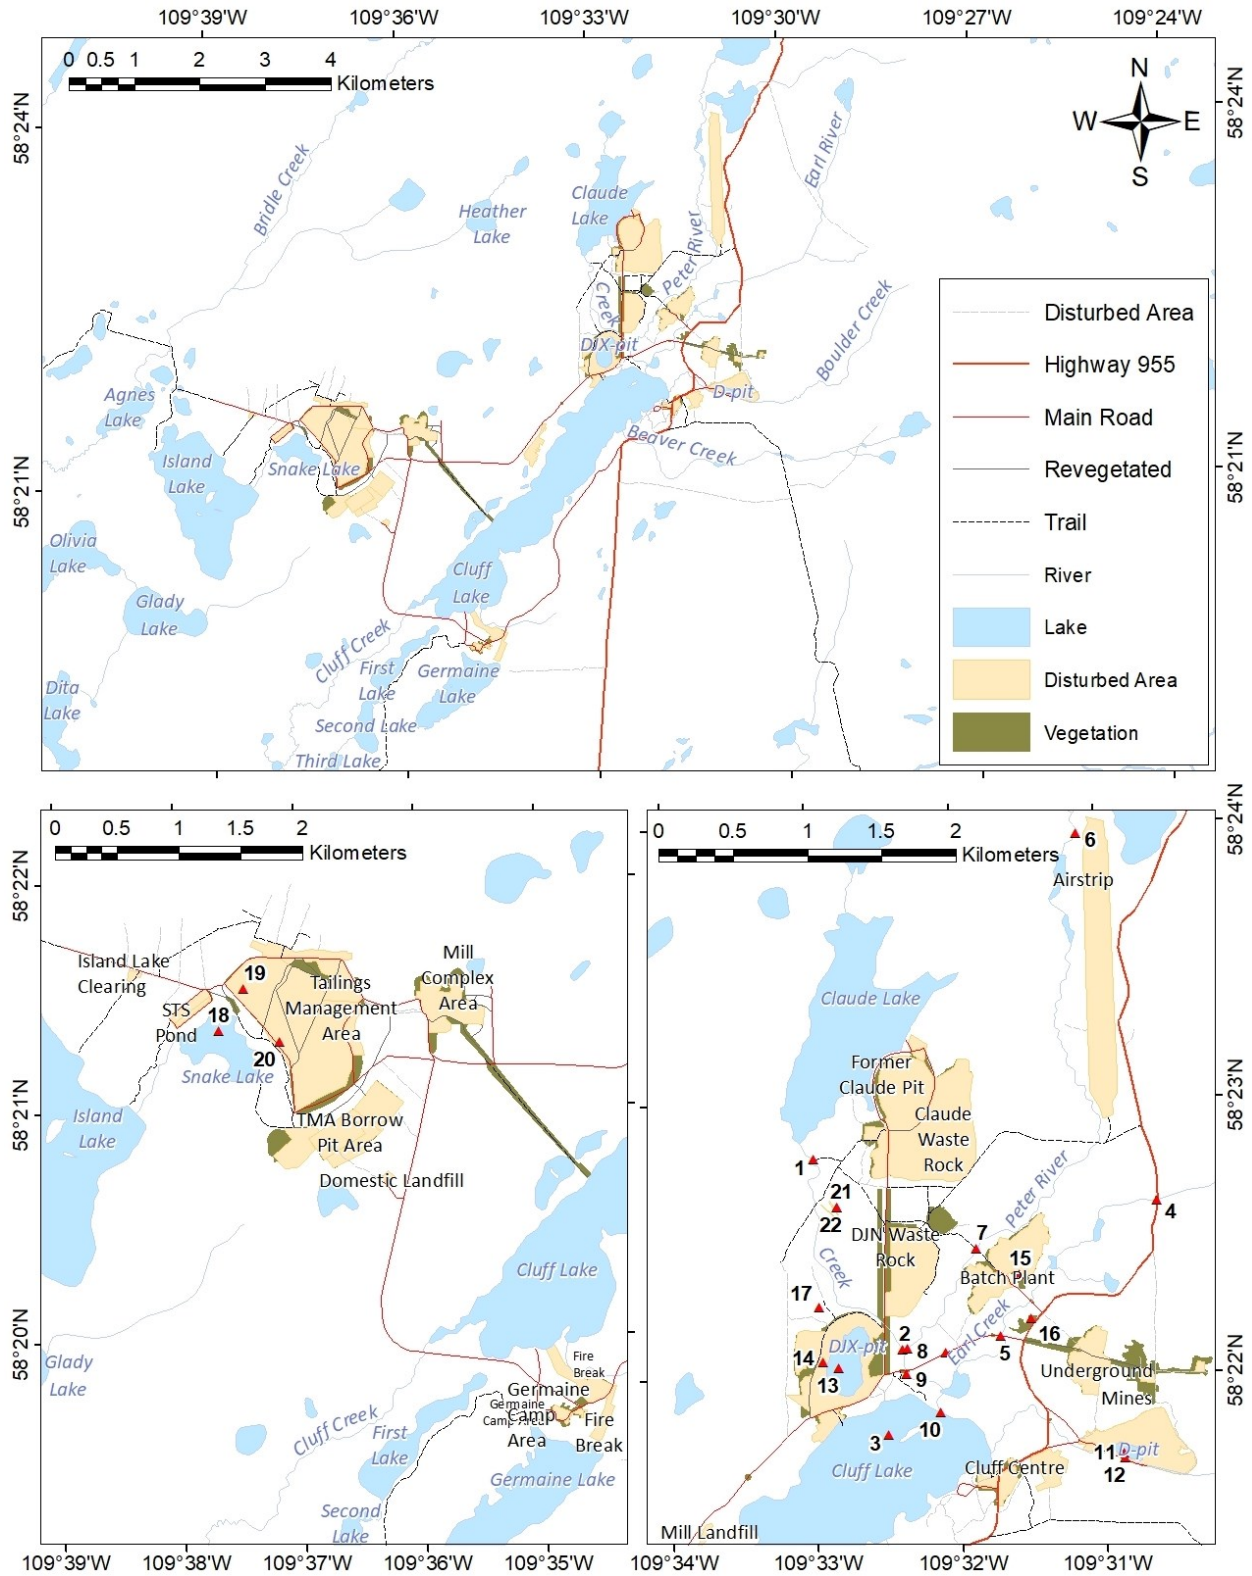 109°39'W 109°36'W 109°33'W 109°30'W 109°27'W 109°24'W
0 0.5 1 2 3 4
Kilometers
N
W E
S
58°24'N
58°24'N
58°21'N
58°21'N
Bridle Creek
Earl River
Heather
Lake
Claude
Lake
Peter River
Creek
DJX-pit
Boulder Creek
D-pit
Beaver Creek
Agnes
Lake
Island
Lake
Snake Lake
Olivia
Lake
Glady
Lake
Cluff
Lake
Cluff Creek
First
Lake
Germaine
Lake
Dita
Lake
Second Lake
Third Lake
Disturbed Area
Highway 955
Main Road
Revegetated
Trail
River
Lake
Disturbed Area
Vegetation
0 0.5 1 1.5 2
Kilometers
58°22'N
58°21'N
58°20'N
Island Lake
Clearing
19
STS
Pond
18
20
Snake Lake
Tailings
Management
Area
Mill
Complex
Area
Island
Lake
TMA Borrow
Pit Area
Domestic Landfill
Cluff Lake
Glady
Lake
Fire
Break
Germaine
Camp
Area
Germaine
Camp Area
Fire
Break
Cluff Creek
First
Lake
Germaine Lake
Second
Lake
109°39'W 109°38'W 109°37'W 109°36'W 109°35'W
0 0.5 1 1.5 2
Kilometers
58°24'N
58°23'N
58°22'N
6
Airstrip
Claude Lake
Former
Claude Pit
Claude
Waste
Rock
1
21
22
4
Peter River
7
DJN Waste
Rock
15
Batch Plant
Creek
17
2
8
Earl Creek
5
16
DJX-pit
14
13
9
Underground
Mines
10
3
11
D-pit
12
Cluff Lake
Cluff Centre
Mill Landfill
109°34'W 109°33'W 109°32'W 109°31'W